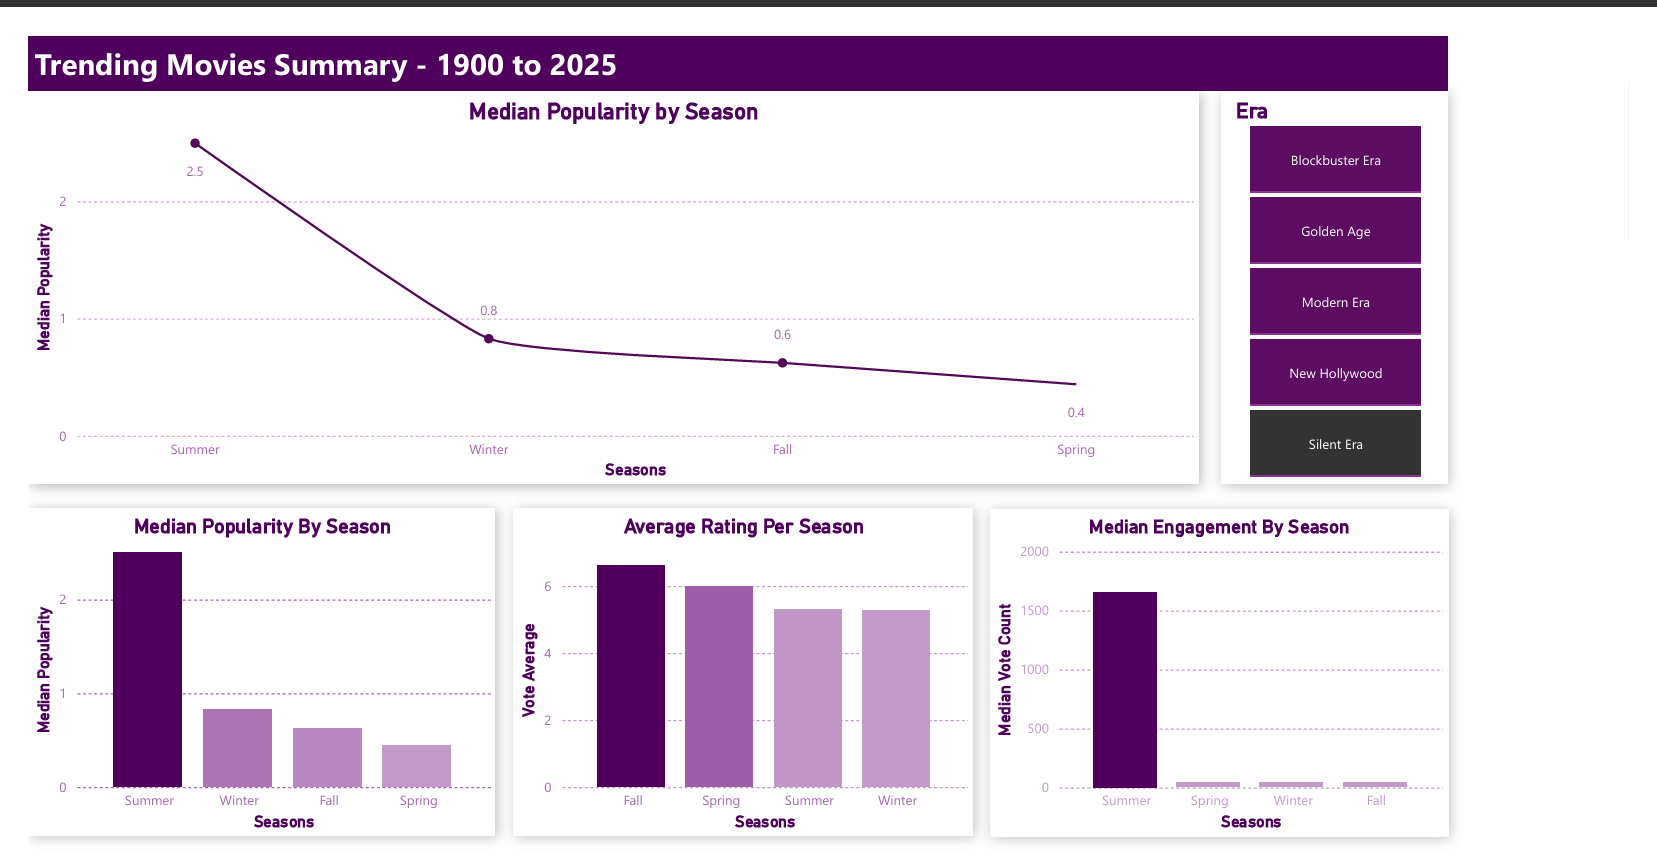 Trending Movies Summary - 1900 to 2025
Median Popularity by Season
Median Popularity
2
1
0
2.5
0.8
0.6
0.4
Summer
Winter
Fall
Spring
Seasons
Era
Blockbuster Era
Golden Age
Modern Era
New Hollywood
Silent Era
Median Popularity By Season
Median Popularity
2
1
0
Summer
Winter
Fall
Spring
Seasons
Average Rating Per Season
Vote Average
6
4
2
0
Fall
Spring
Summer
Winter
Seasons
Median Engagement By Season
Median Vote Count
2000
1500
1000
500
0
Summer
Spring
Winter
Fall
Seasons